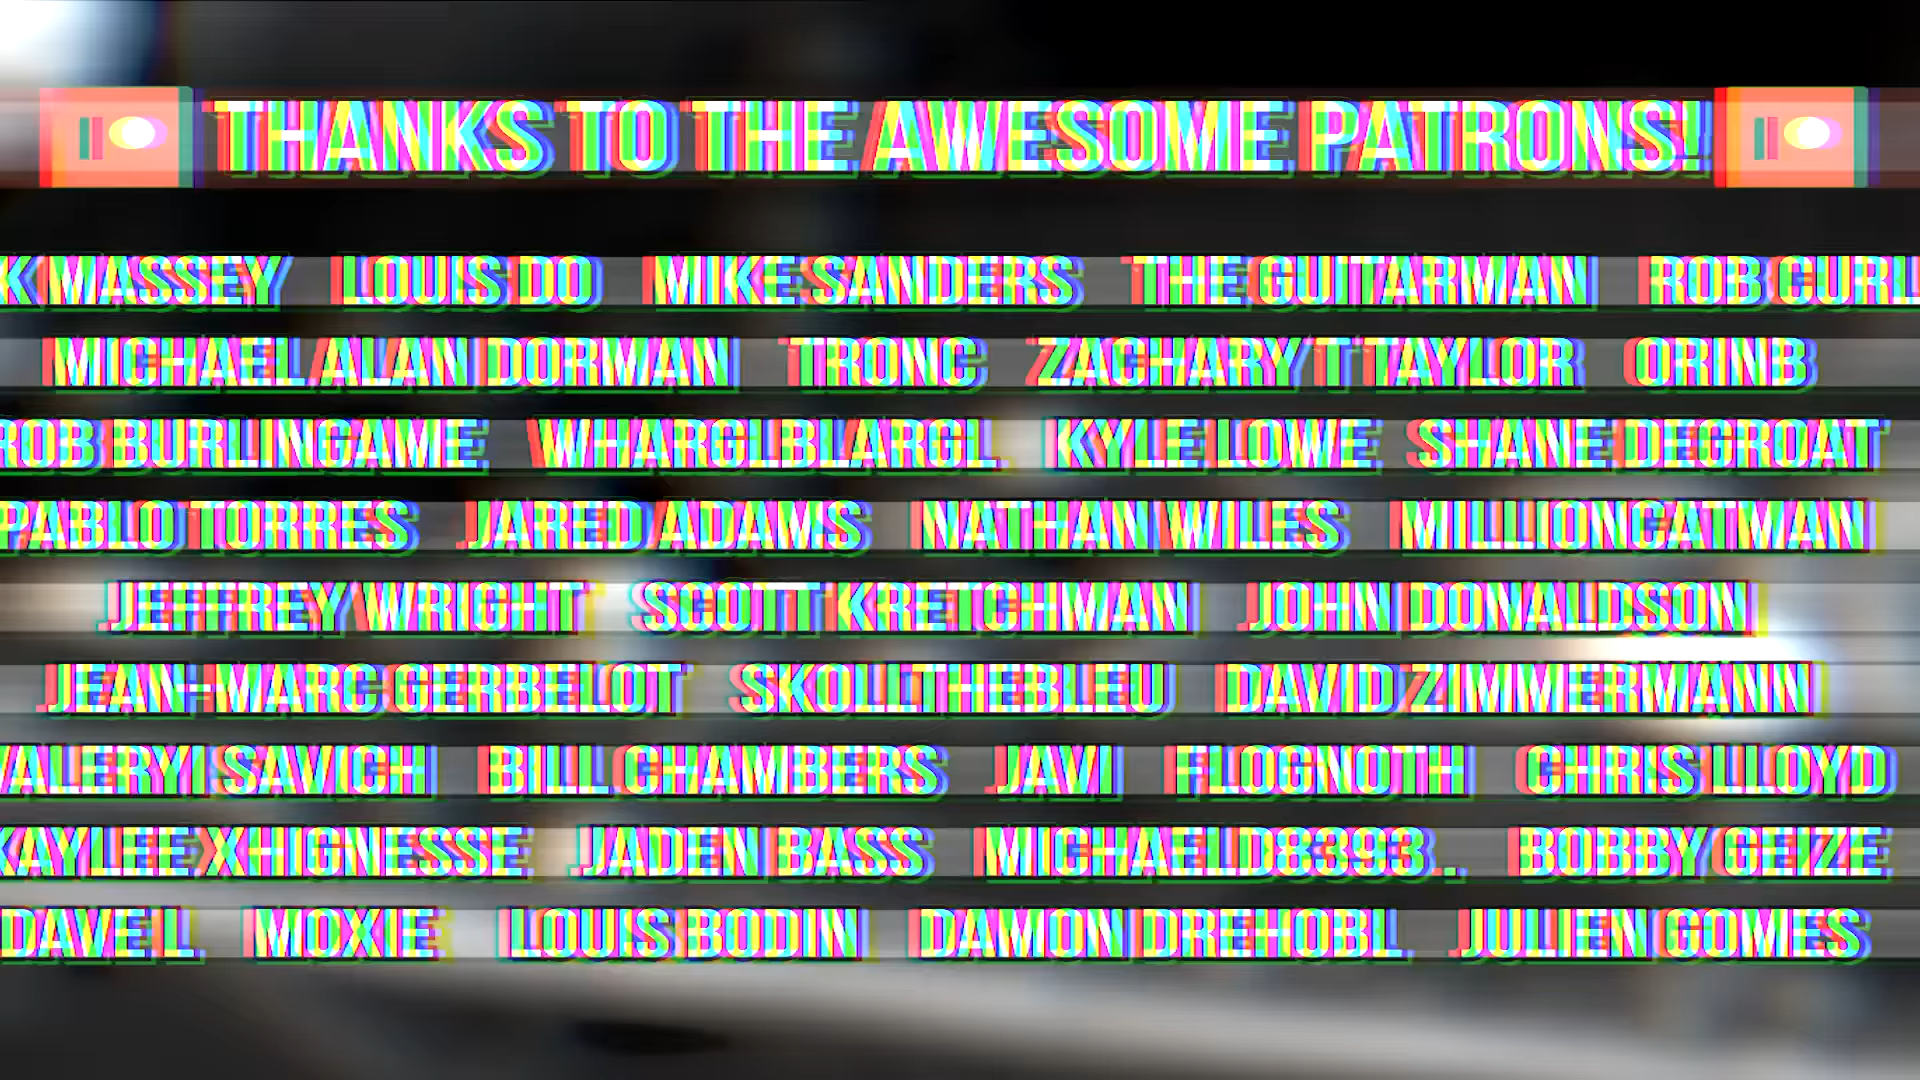 THANKS TO THE AWESOME PATRONS!
K MASSEY LOUIS DO MIKE SANDERS THE GUITARMAN ROB CURL
MICHAEL ALAN DORMAN TRONC ZACHARY T TAYLOR ORINB
ROB BURLINGAME WHARGLBLARGL KYLE LOWE SHANE DEGROAT
PABLO TORRES JARED ADAMS NATHAN WILES MILLIONCATMAN
JEFFREY WRIGHT SCOTT KRETCHMAN JOHN DONALDSON
JEAN-MARC GERBELOT SKOLLTHEBLEU DAVID ZIMMERMANN
ALERYI SAVICH BILL CHAMBERS JAVI FLOGNOTH CHRIS LLOYD
KAYLEE XHIGNESSE JADEN BASS MICHAELD8393 . BOBBY GEIZE
DAVE L MOXIE LOUIS BODIN DAMON DREHOBL JULIEN GOMES